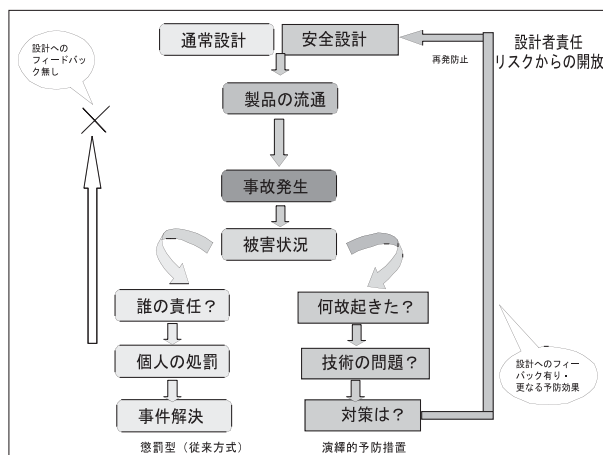 設計への
フィードバッ
ク無し
通常設計
安全設計
再発防止
設計者責任
リスクからの開放
製品の流通
事故発生
被害状況
誰の責任？
何故起きた？
個人の処罰
技術の問題？
設計へのフィー
バック有り・
更なる予防効果
事件解決
対策は？
懲罰型（従来方式）
演繹的予防措置